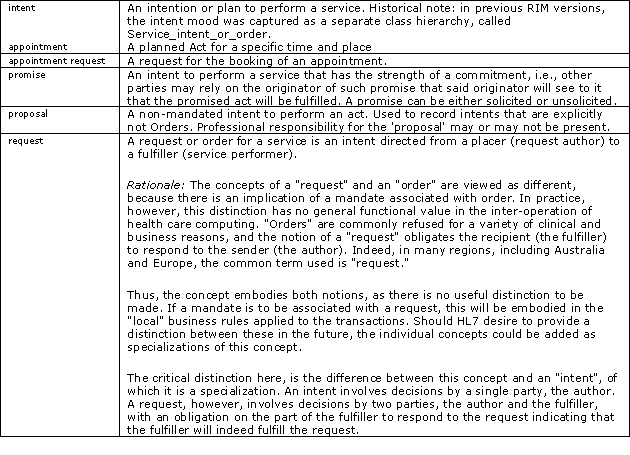 intent An intention or plan to perform a service. Historical note: in previous RIM versions,
the intent mood was captured as a separate class hierarchy, called
Service_intent_or_order.
appointment A planned Act for a specific time and place
appointment request A request for the booking of an appointment.
promise An intent to perform a service that has the strength of a commitment, i.e., other
parties may rely on the originator of such promise that said originator will see to it
that the promised act will be fulfilled. A promise can be either solicited or unsolicited.
proposal A non-mandated intent to perform an act. Used to record intents that are explicitly
not Orders. Professional responsibility for the 'proposal' may or may not be present.
request A request or order for a service is an intent directed from a placer (request author) to
a fulfiller (service performer).
Rationale: The concepts of a "request" and an "order" are viewed as different,
because there is an implication of a mandate associated with order. In practice,
however, this distinction has no general functional value in the inter-operation of
health care computing. "Orders" are commonly refused for a variety of clinical and
business reasons, and the notion of a "request" obligates the recipient (the fulfiller)
to respond to the sender (the author). Indeed, in many regions, including Australia
and Europe, the common term used is "request."
Thus, the concept embodies both notions, as there is no useful distinction to be
made. If a mandate is to be associated with a request, this will be embodied in the
"local" business rules applied to the transactions. Should HL7 desire to provide a
distinction between these in the future, the individual concepts could be added as
specializations of this concept.
The critical distinction here, is the difference between this concept and an "intent", of
which it is a specialization. An intent involves decisions by a single party, the author.
A request, however, involves decisions by two parties, the author and the fulfiller,
with an obligation on the part of the fulfiller to respond to the request indicating that
the fulfiller will indeed fulfill the request.